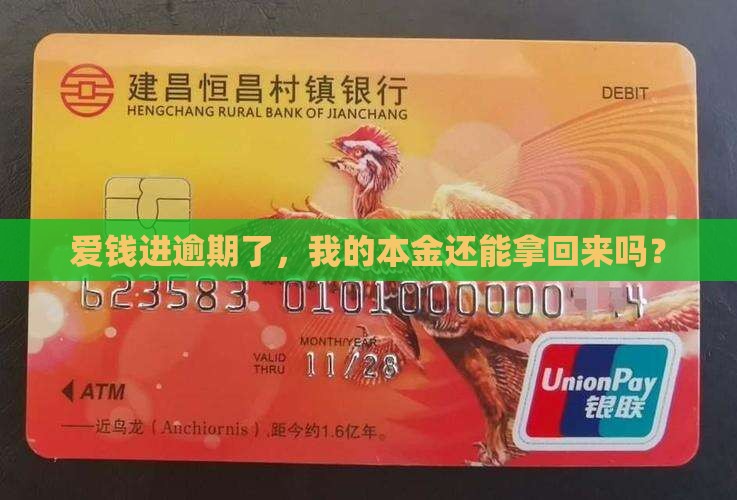 建昌恒昌村镇银行
HENGCHANG RURAL BANK OF JIANCHANG
DEBIT
爱钱进逾期了，我的本金还能拿回来吗？
623583 0101000000 4
MONTH/YEAR
VALID THRU 11/28
ATM
UnionPay
银联
——近鸟龙（Anchiornis），距今约1.6亿年。